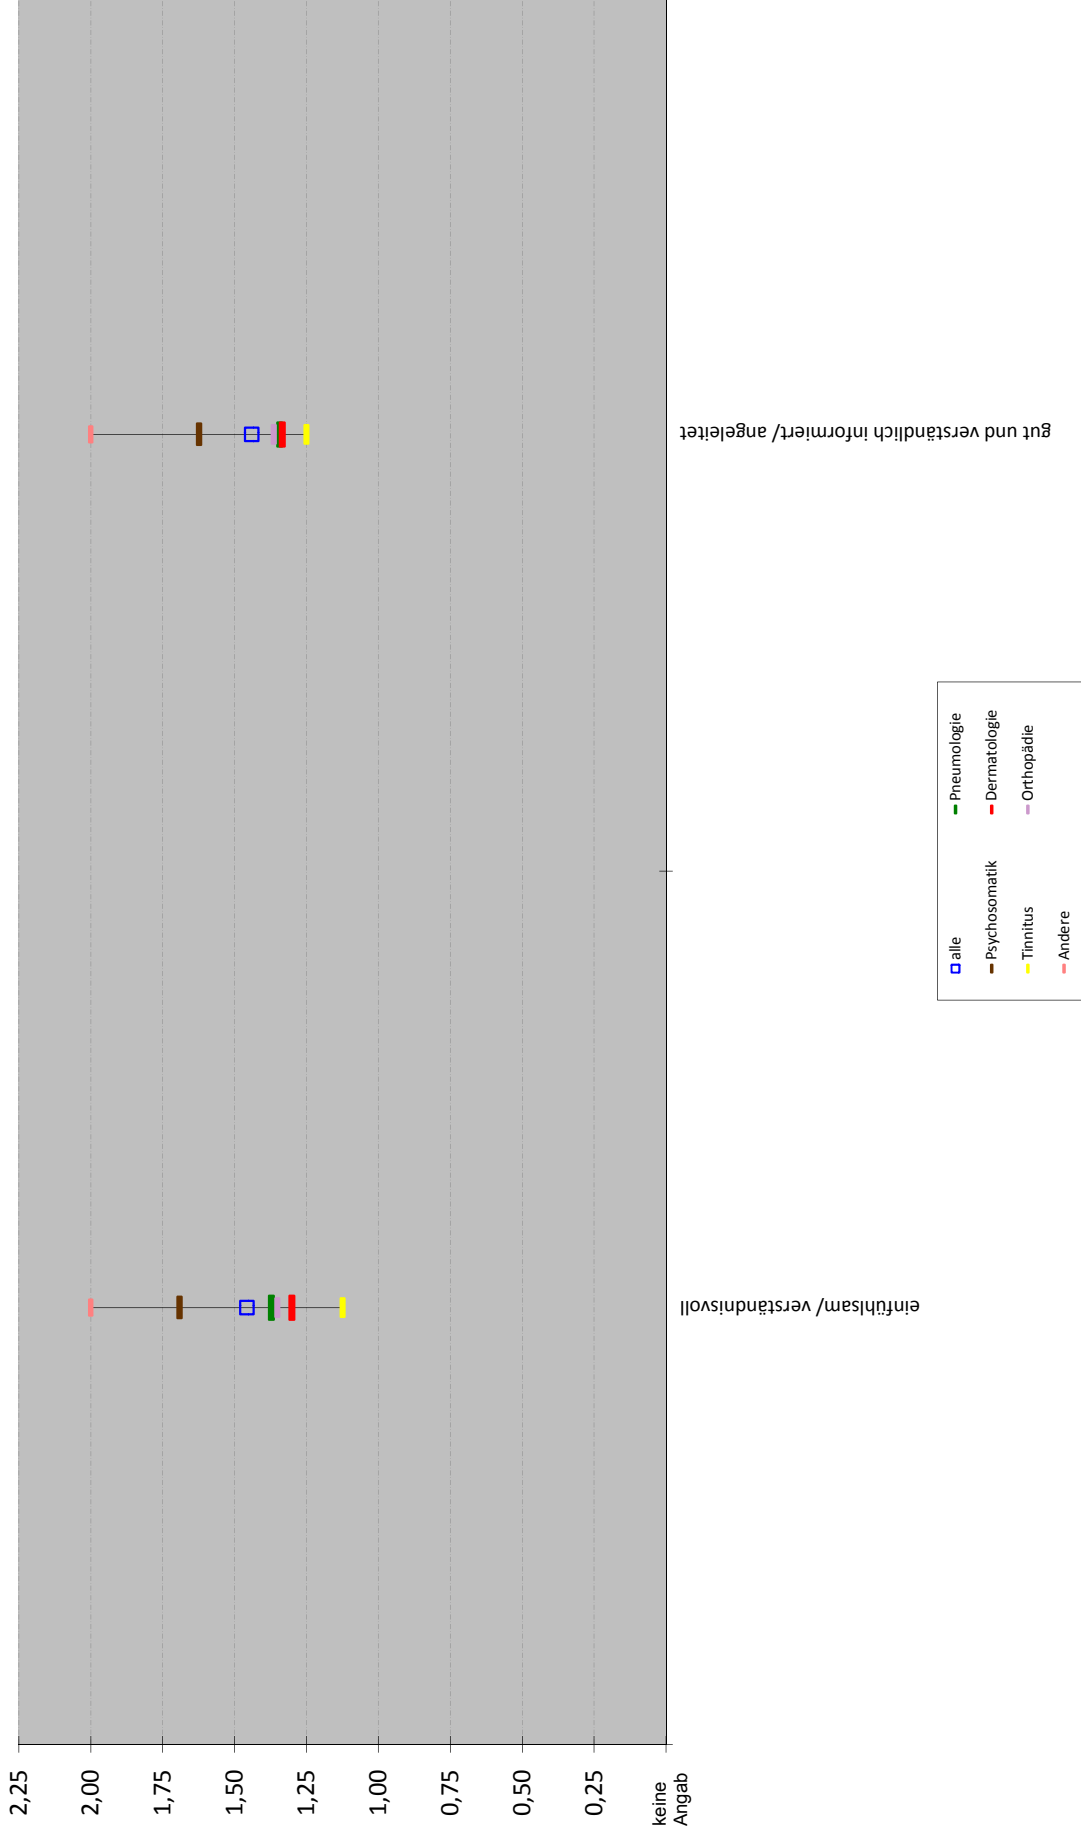 2,25
2,00
1,75
1,50
1,25
1,00
0,75
0,50
0,25
keine
Angab
einfühlsam/ verständnisvoll
gut und verständlich informiert/ angeleitet
alle
Pneumologie
Psychosomatik
Dermatologie
Tinnitus
Orthopädie
Andere